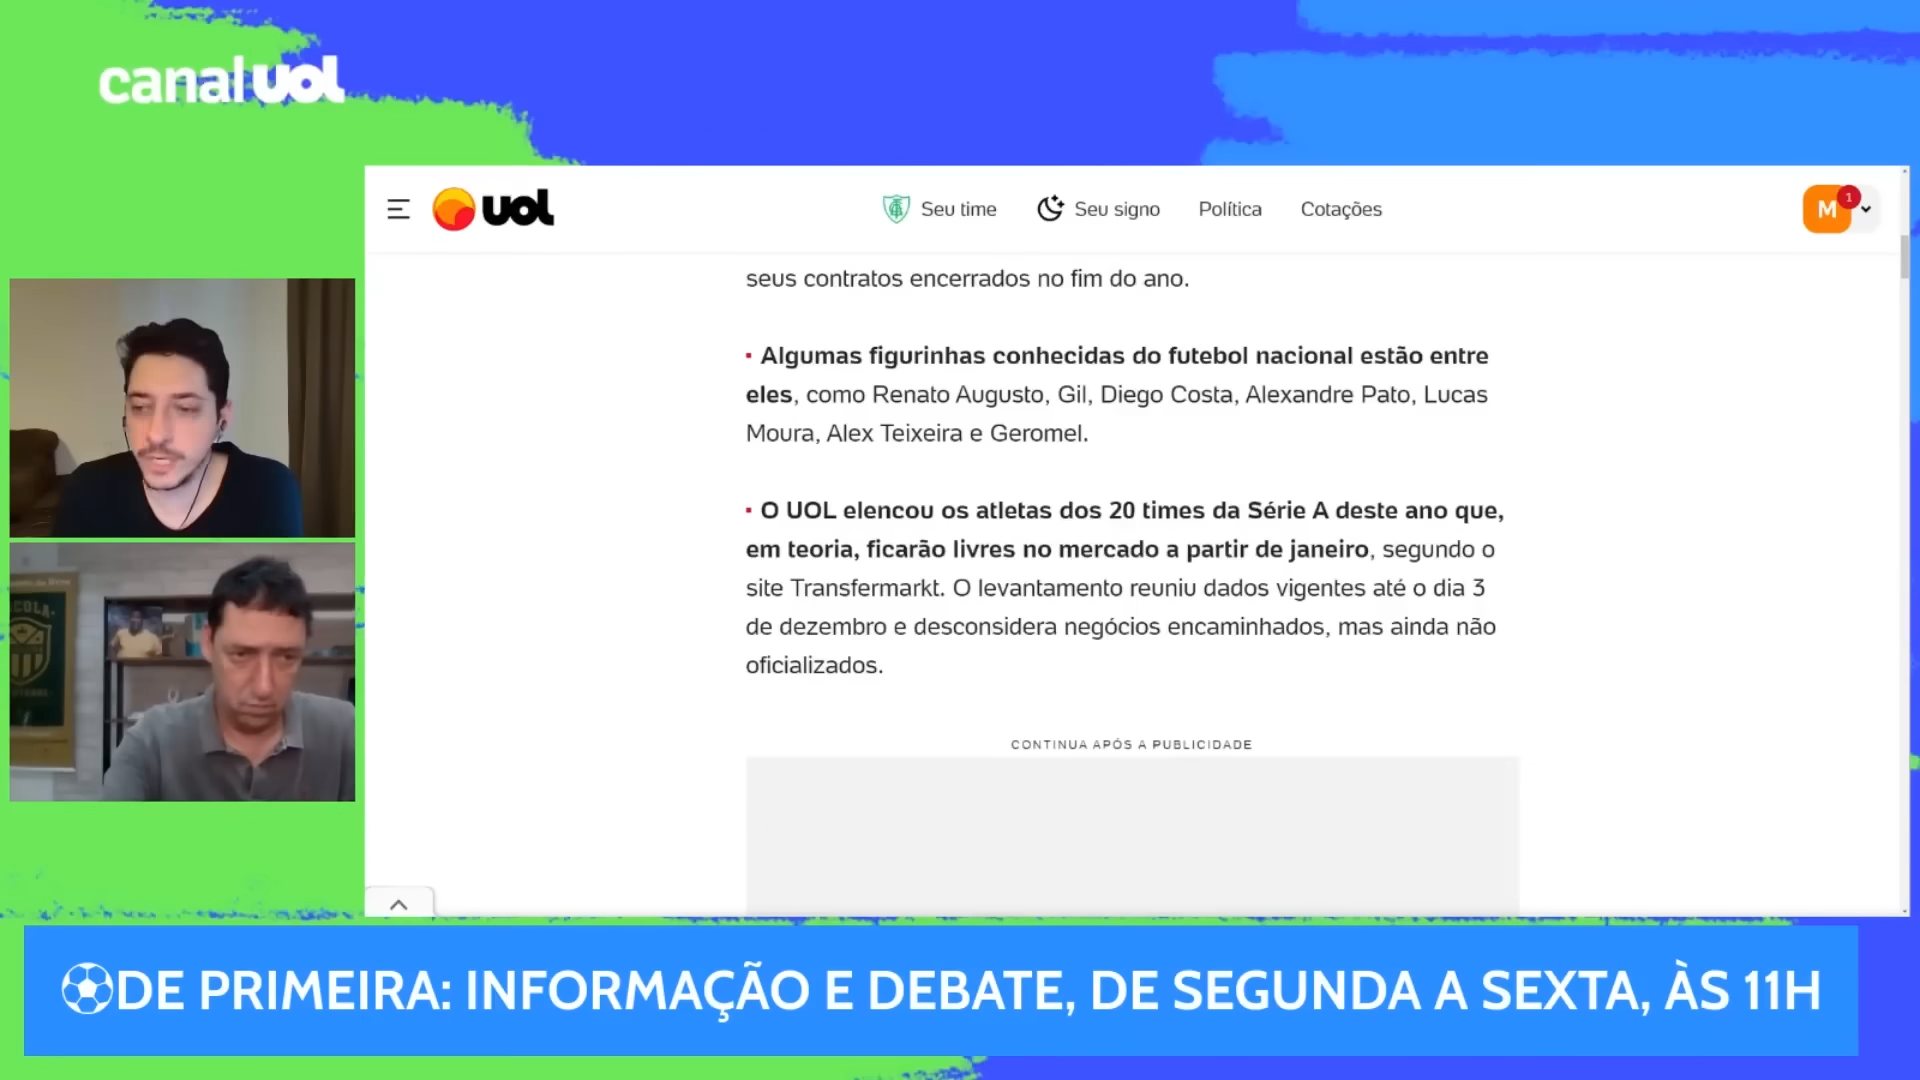 canal uol
uol
Seu time
Seu signo
Política
Cotações
M
1
seus contratos encerrados no fim do ano.
Algumas figurinhas conhecidas do futebol nacional estão entre
eles, como Renato Augusto, Gil, Diego Costa, Alexandre Pato, Lucas
Moura, Alex Teixeira e Geromel.
O UOL elencou os atletas dos 20 times da Série A deste ano que,
em teoria, ficarão livres no mercado a partir de janeiro, segundo o
site Transfermarkt. O levantamento reuniu dados vigentes até o dia 3
de dezembro e desconsidera negócios encaminhados, mas ainda não
oficializados.
CONTINUA APÓS A PUBLICIDADE
DE PRIMEIRA: INFORMAÇÃO E DEBATE, DE SEGUNDA A SEXTA, ÀS 11H